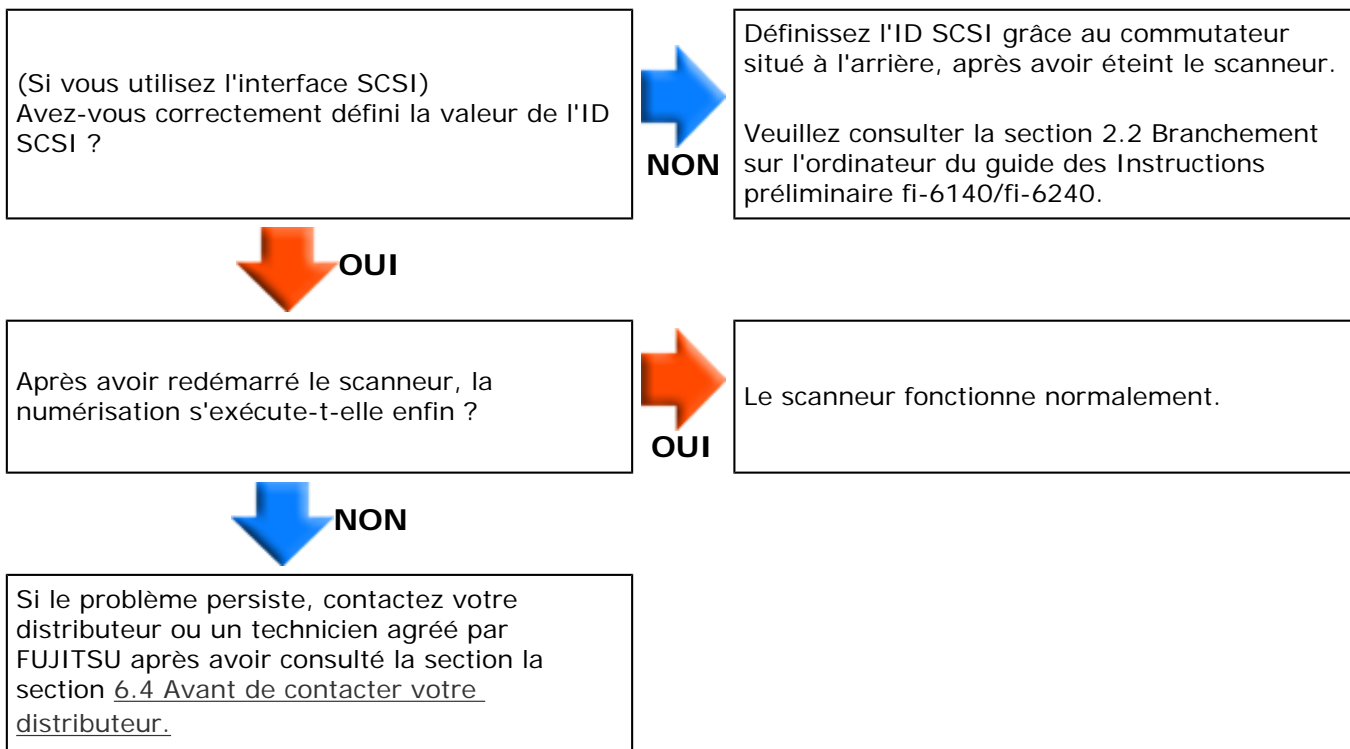 (Si vous utilisez l'interface SCSI)
Avez-vous correctement défini la valeur de l'ID
SCSI ?
NON
Définissez l'ID SCSI grâce au commutateur
situé à l'arrière, après avoir éteint le scanneur.
Veuillez consulter la section 2.2 Branchement
sur l'ordinateur du guide des Instructions
préliminaire fi-6140/fi-6240.
OUI
Après avoir redémarré le scanneur, la
numérisation s'exécute-t-elle enfin ?
OUI
Le scanneur fonctionne normalement.
NON
Si le problème persiste, contactez votre
distributeur ou un technicien agréé par
FUJITSU après avoir consulté la section la
section 6.4 Avant de contacter votre
distributeur.